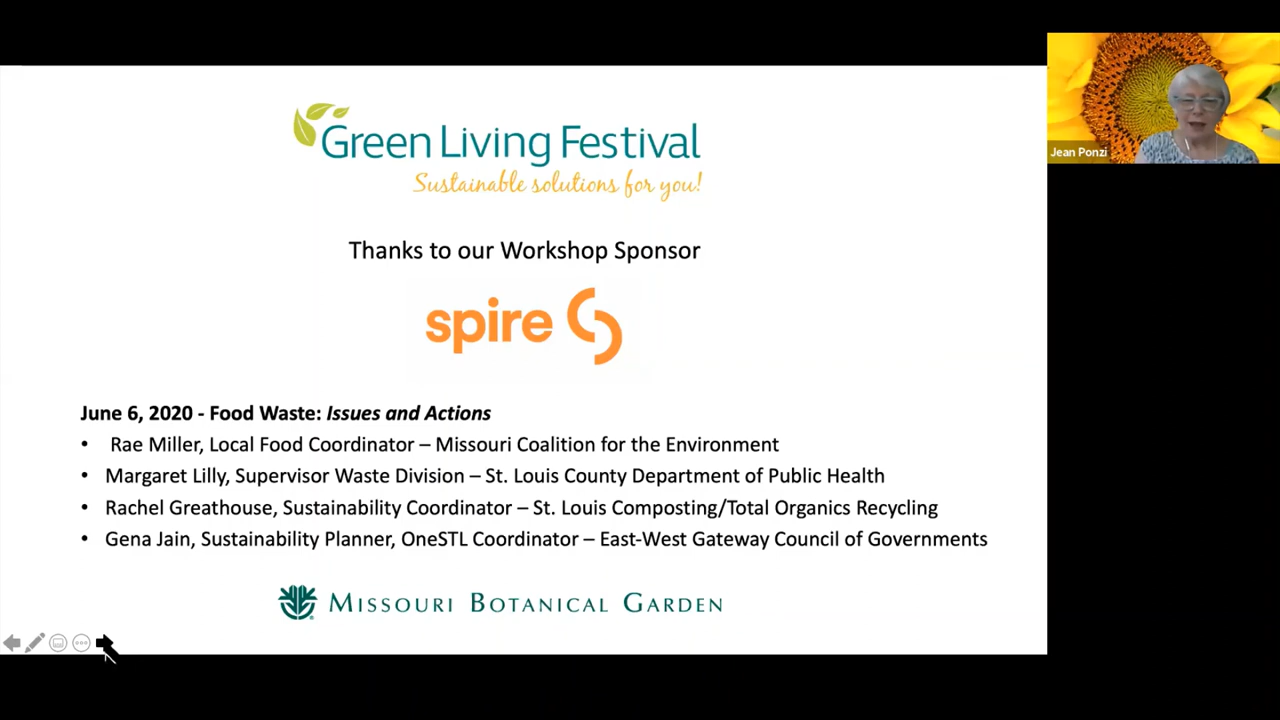 Green Living Festival
Sustainable solutions for you!
Thanks to our Workshop Sponsor
spire
June 6, 2020 - Food Waste: Issues and Actions
• Rae Miller, Local Food Coordinator – Missouri Coalition for the Environment
• Margaret Lilly, Supervisor Waste Division – St. Louis County Department of Public Health
• Rachel Greathouse, Sustainability Coordinator – St. Louis Composting/Total Organics Recycling
• Gena Jain, Sustainability Planner, OneSTL Coordinator – East-West Gateway Council of Governments
MISSOURI BOTANICAL GARDEN
Jean Ponzi